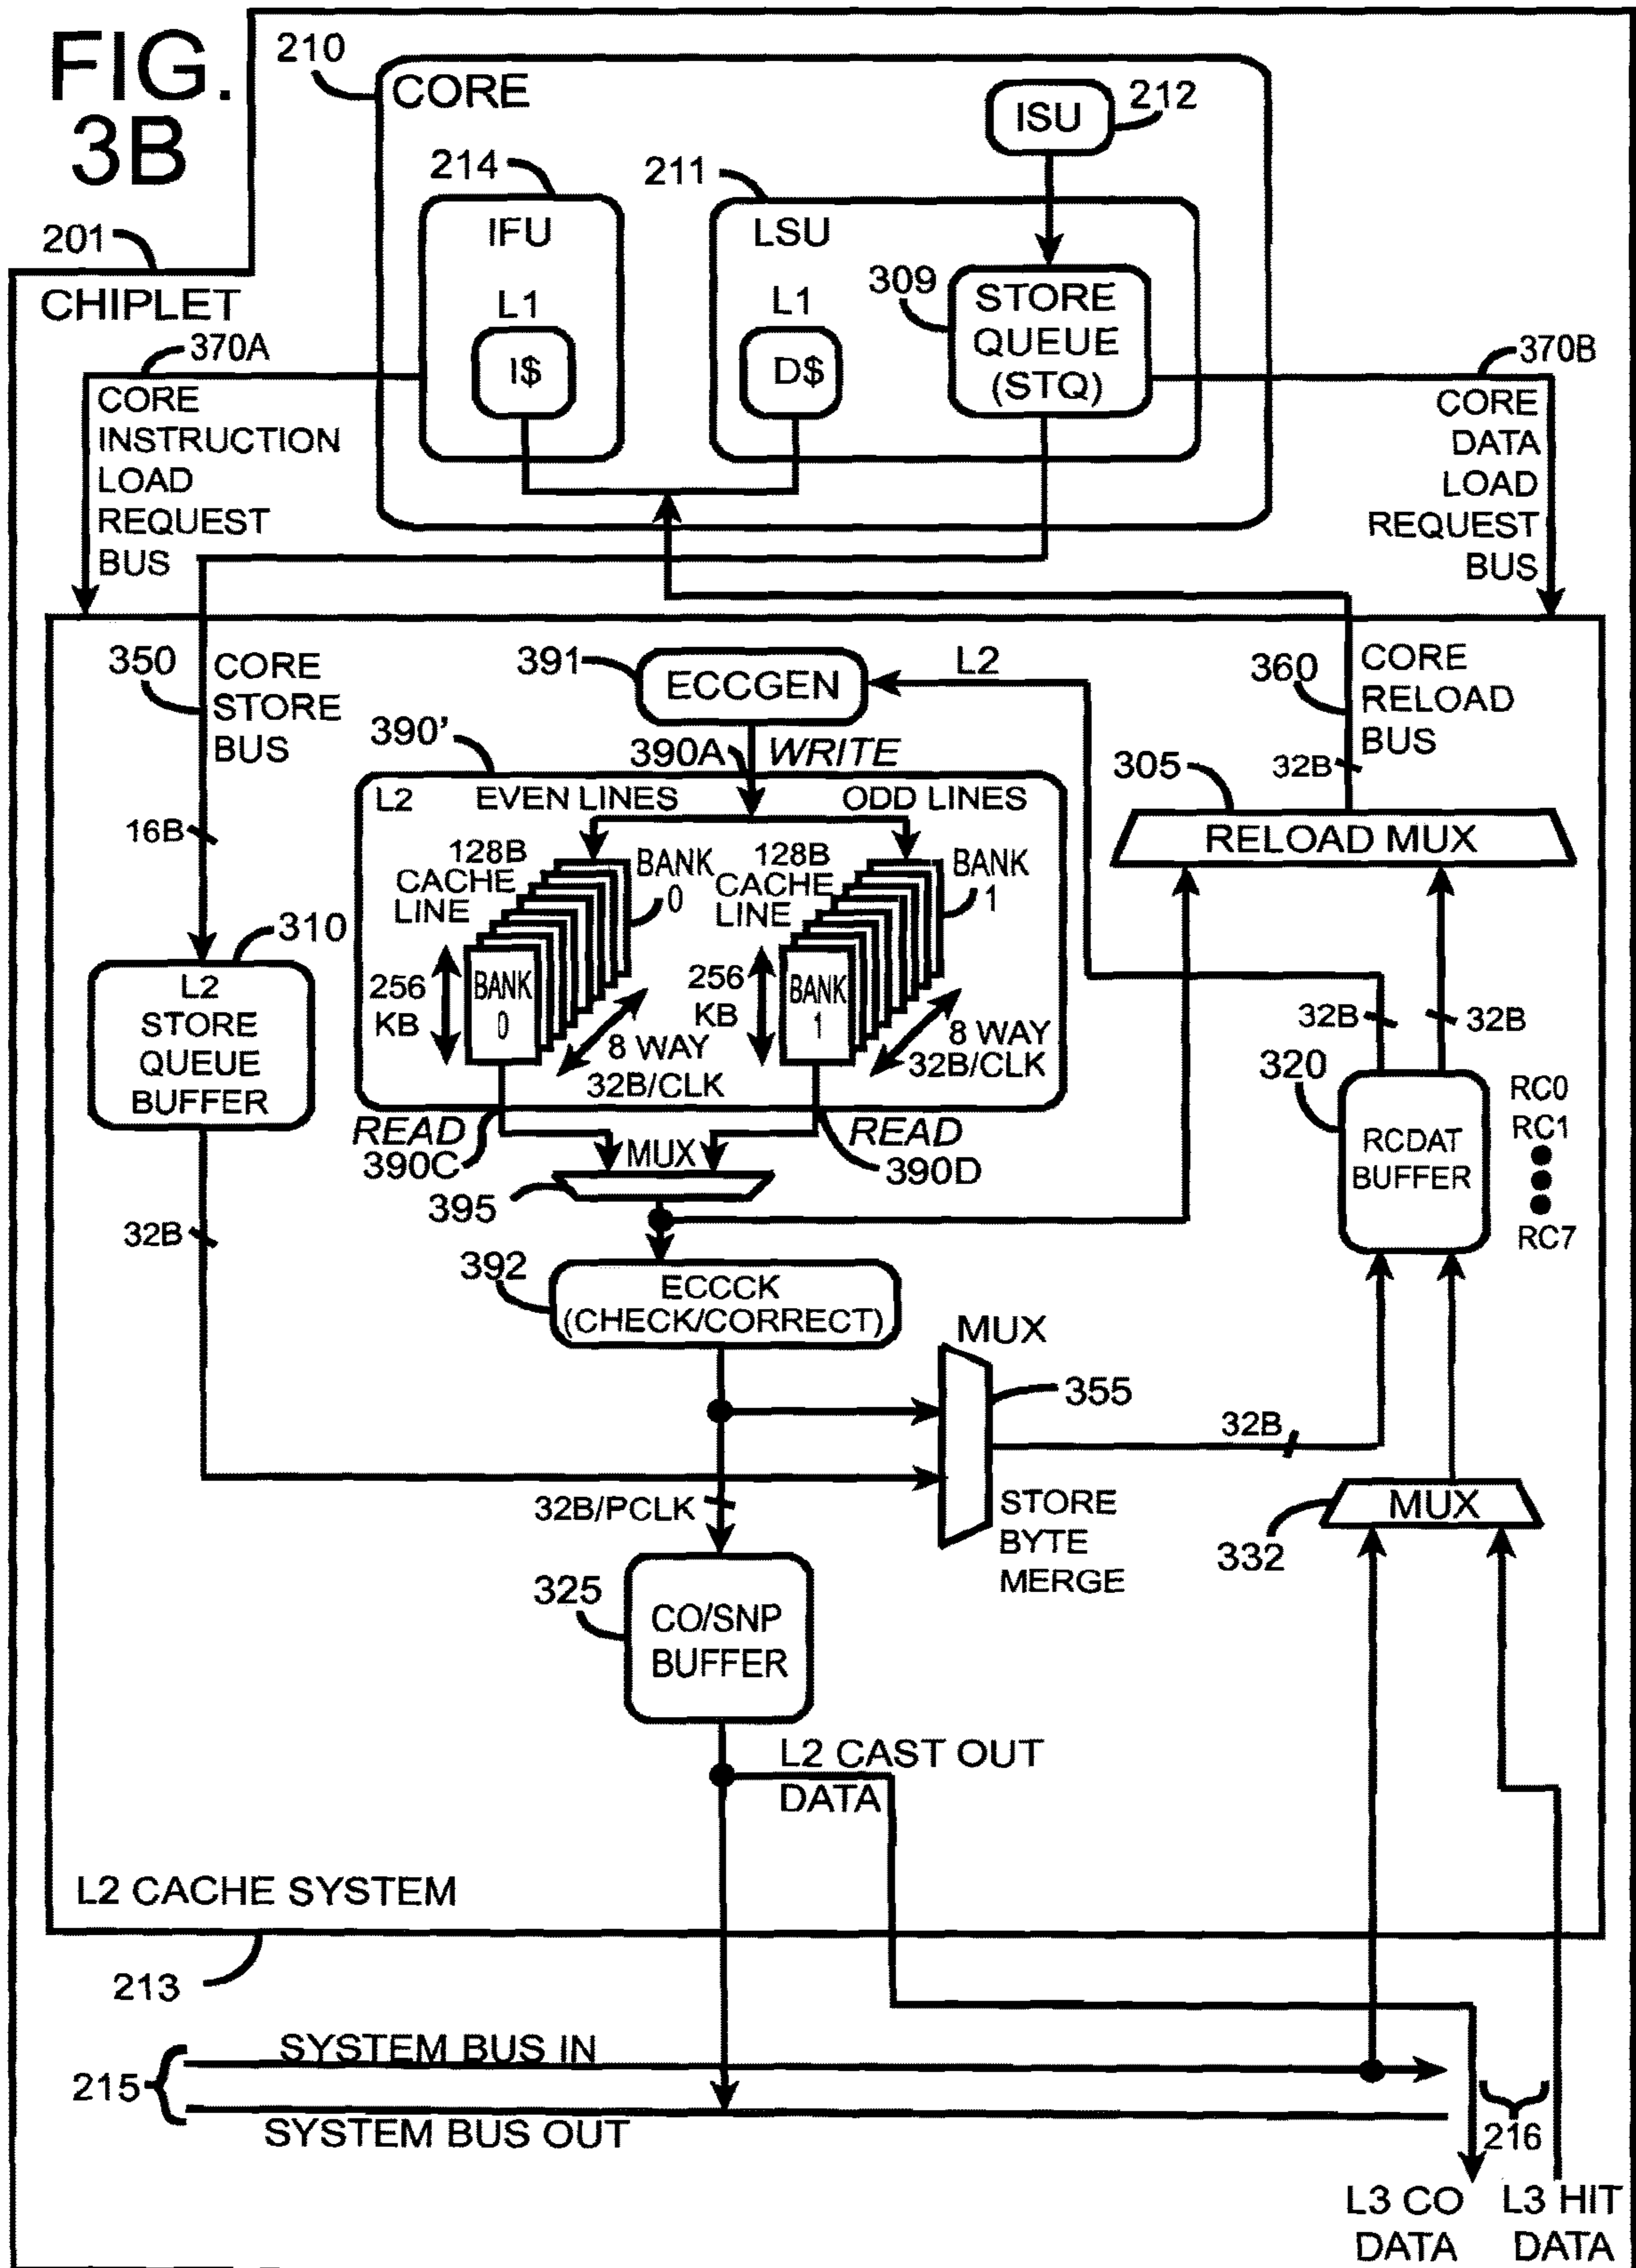 FIG.
3B
210
CORE
ISU
212
214
211
IFU
LSU
201
CHIPLET
L1
L1
309
STORE
QUEUE
(STQ)
I$
D$
370A
370B
CORE
INSTRUCTION
LOAD
REQUEST
BUS
CORE
DATA
LOAD
REQUEST
BUS
350
CORE
STORE
BUS
391
ECCGEN
L2
360
CORE
RELOAD
BUS
390'
390A
WRITE
305
32B
L2
EVEN LINES
ODD LINES
RELOAD MUX
16B
128B
CACHE
LINE
BANK
0
128B
CACHE
LINE
BANK
1
310
L2
STORE
QUEUE
BUFFER
256
KB
BANK
0
8 WAY
32B/CLK
256
KB
BANK
1
8 WAY
32B/CLK
32B
32B
320
RCDAT
BUFFER
RC0
RC1
RC7
READ
390C
MUX
READ
390D
395
32B
392
ECCCK
(CHECK/CORRECT)
MUX
355
32B
32B/PCLK
STORE
BYTE
MERGE
MUX
332
325
CO/SNP
BUFFER
L2 CAST OUT
DATA
L2 CACHE SYSTEM
213
SYSTEM BUS IN
215
SYSTEM BUS OUT
216
L3 CO
DATA
L3 HIT
DATA